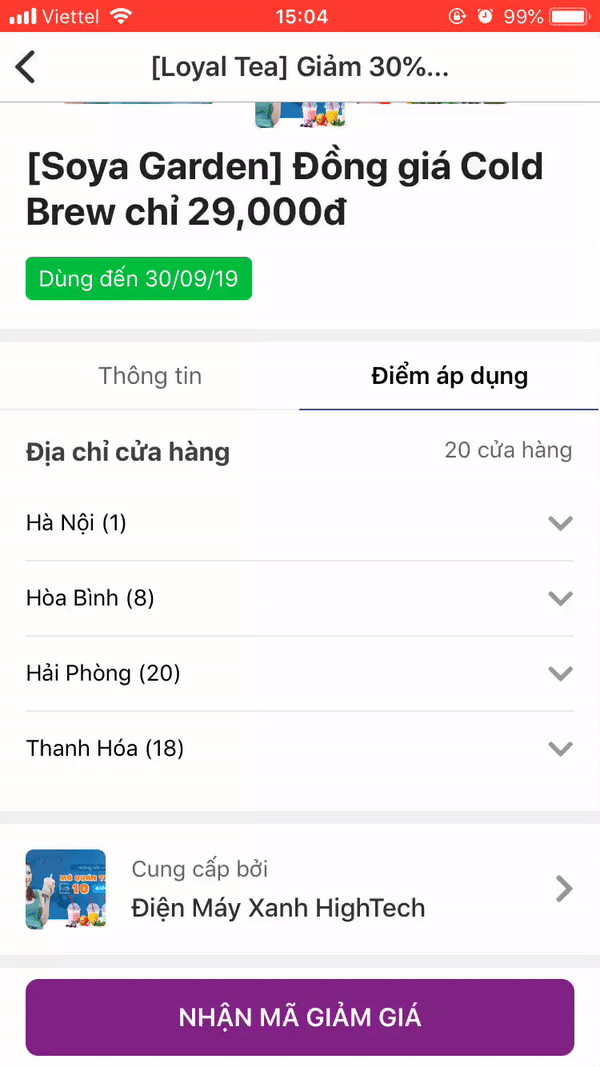 Viettel 15:04 99%
[Loyal Tea] Giảm 30%...
[Soya Garden] Đồng giá Cold
Brew chỉ 29,000đ
Dùng đến 30/09/19
Thông tin
Điểm áp dụng
Địa chỉ cửa hàng
20 cửa hàng
Hà Nội (1)
Hòa Bình (8)
Hải Phòng (20)
Thanh Hóa (18)
10
Cung cấp bởi
Điện Máy Xanh HighTech
NHẬN MÃ GIẢM GIÁ